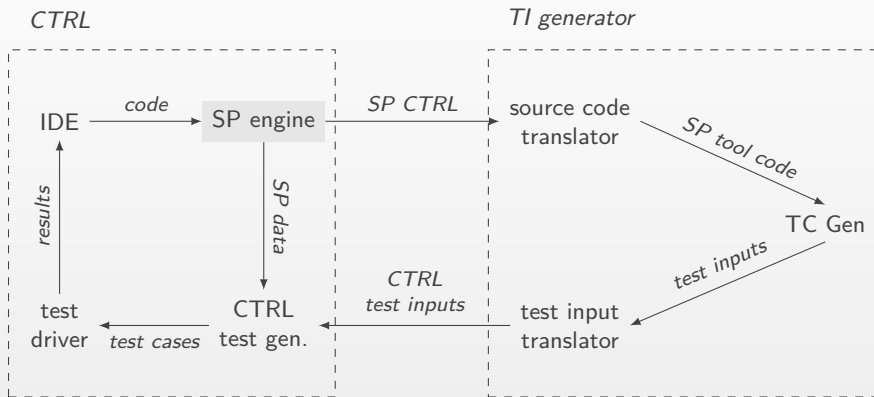 CTRL
TI generator
IDE
code
SP engine
SP CTRL
source code
translator
SP tool code
TC Gen
results
SP data
test inputs
CTRL
test inputs
test
driver
test cases
CTRL
test gen.
test input
translator